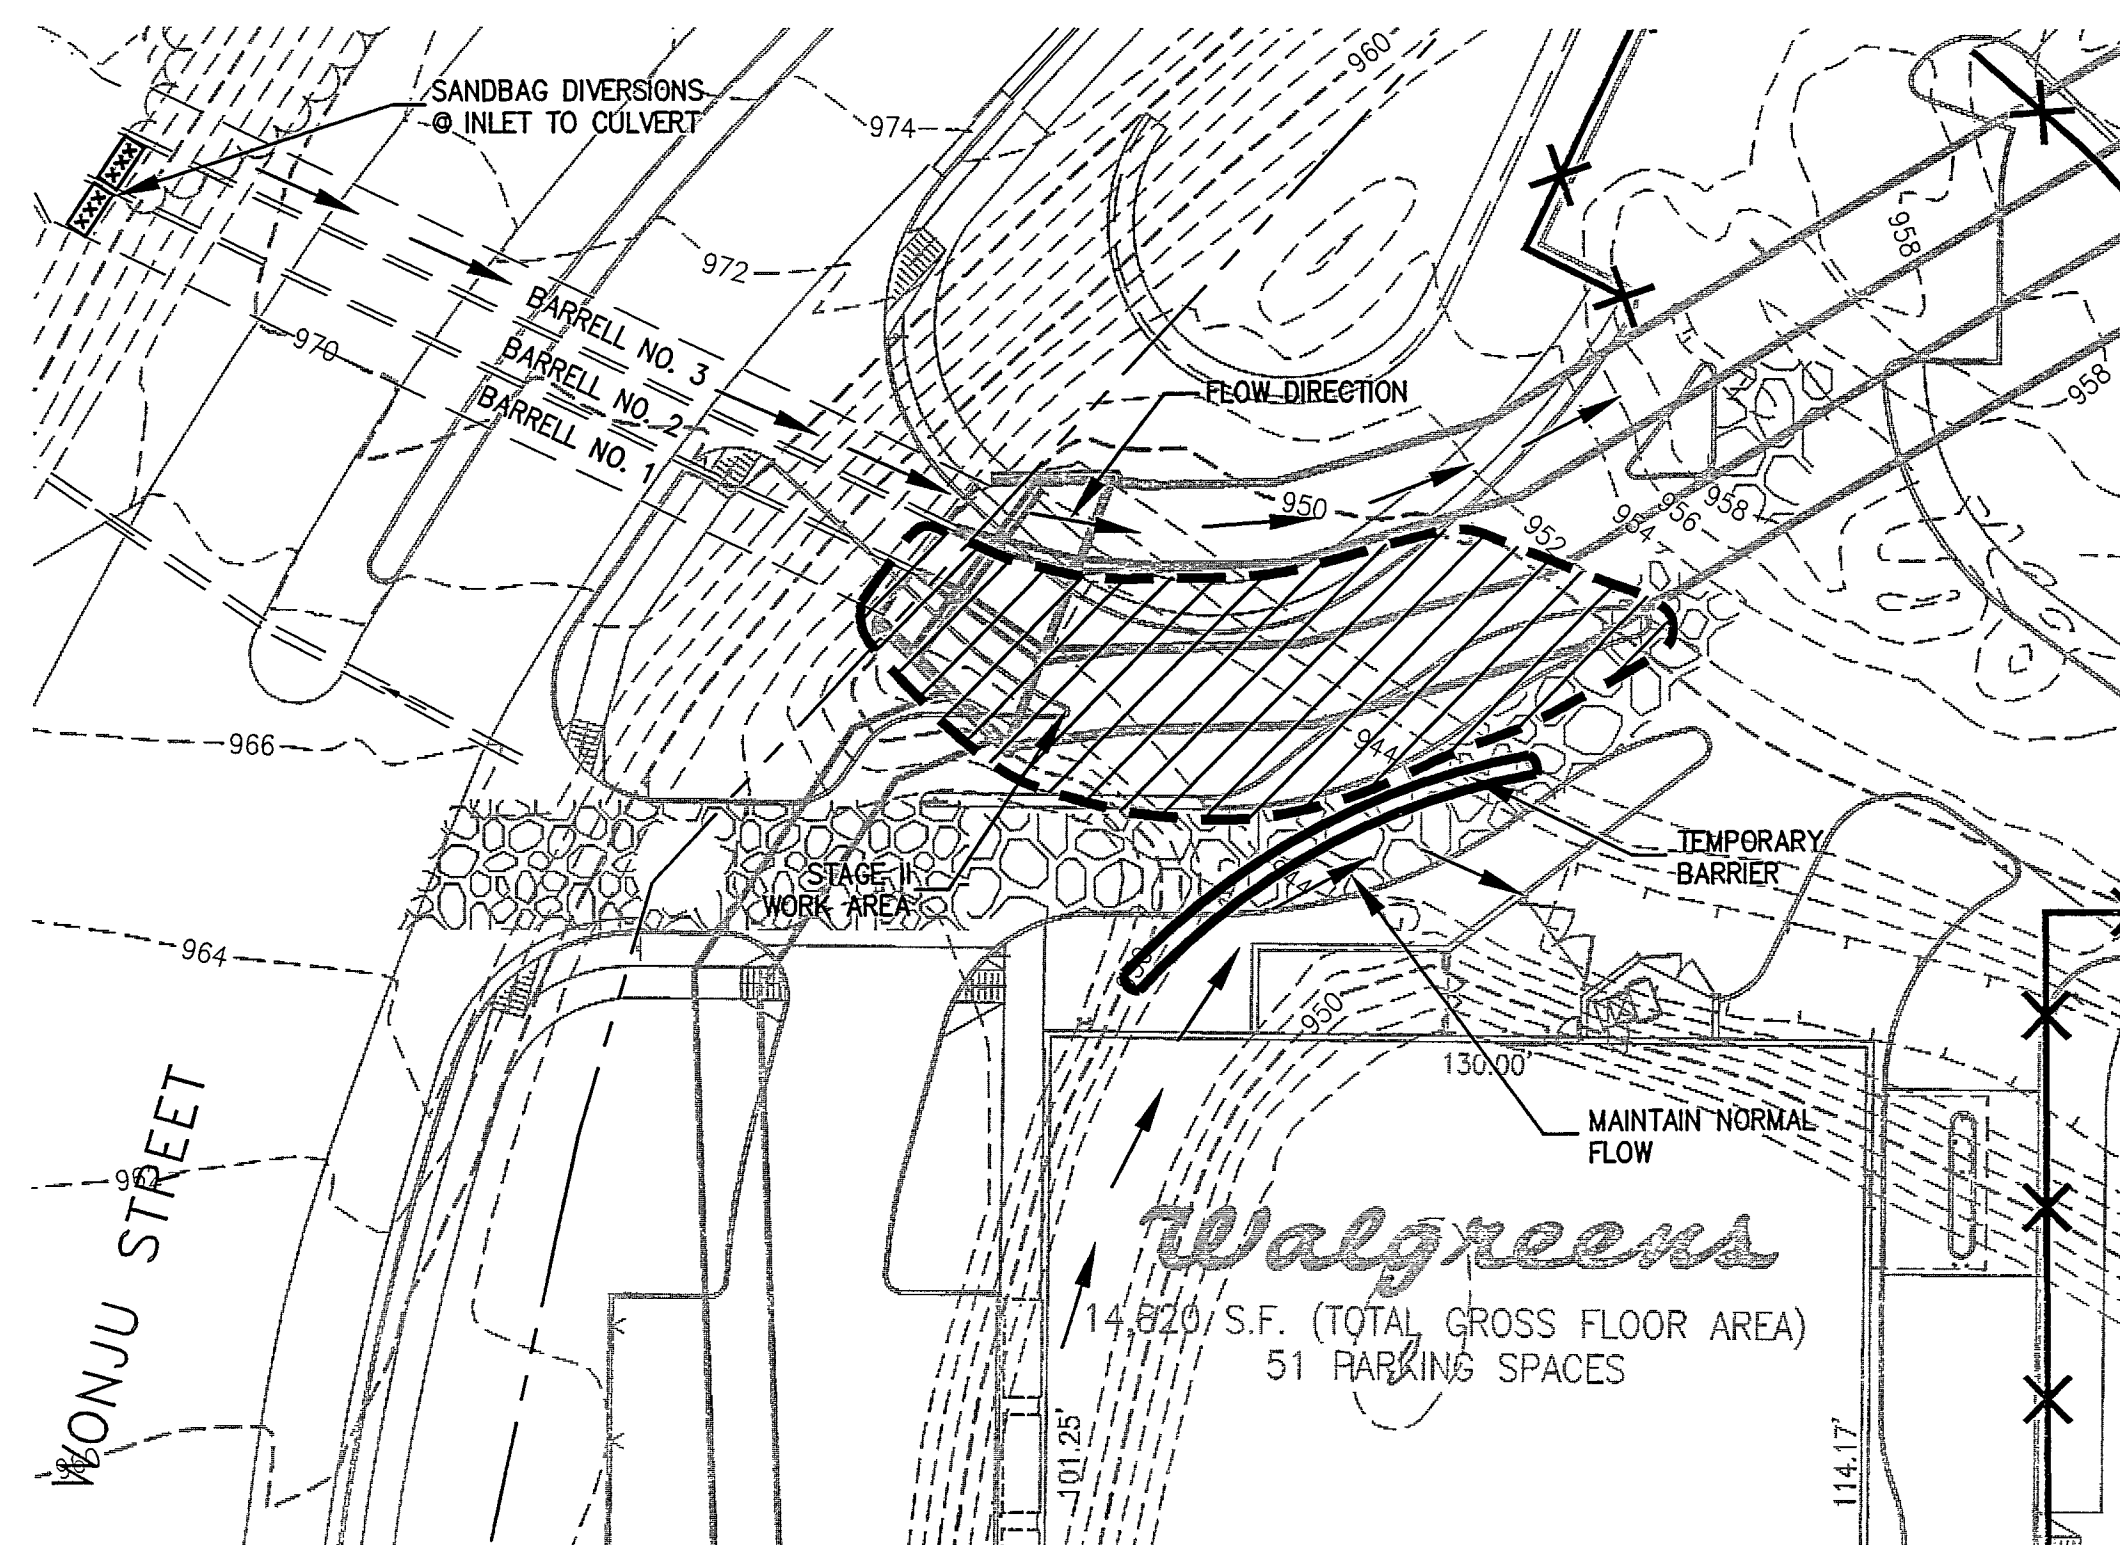 960
SANDBAG DIVERSIONS
@ INLET TO CULVERT
974
958
972
BARRELL NO. 3
970
BARRELL NO. 2
BARRELL NO. 1
FLOW DIRECTION
958
950
952
954
956
958
966
944
TEMPORARY
BARRIER
STAGE II
WORK AREA
944
964
950
130.00'
MAINTAIN NORMAL
FLOW
962
WONJU STREET
Walgreens
14,820 S.F. (TOTAL GROSS FLOOR AREA)
51 PARKING SPACES
101.25'
114.17'